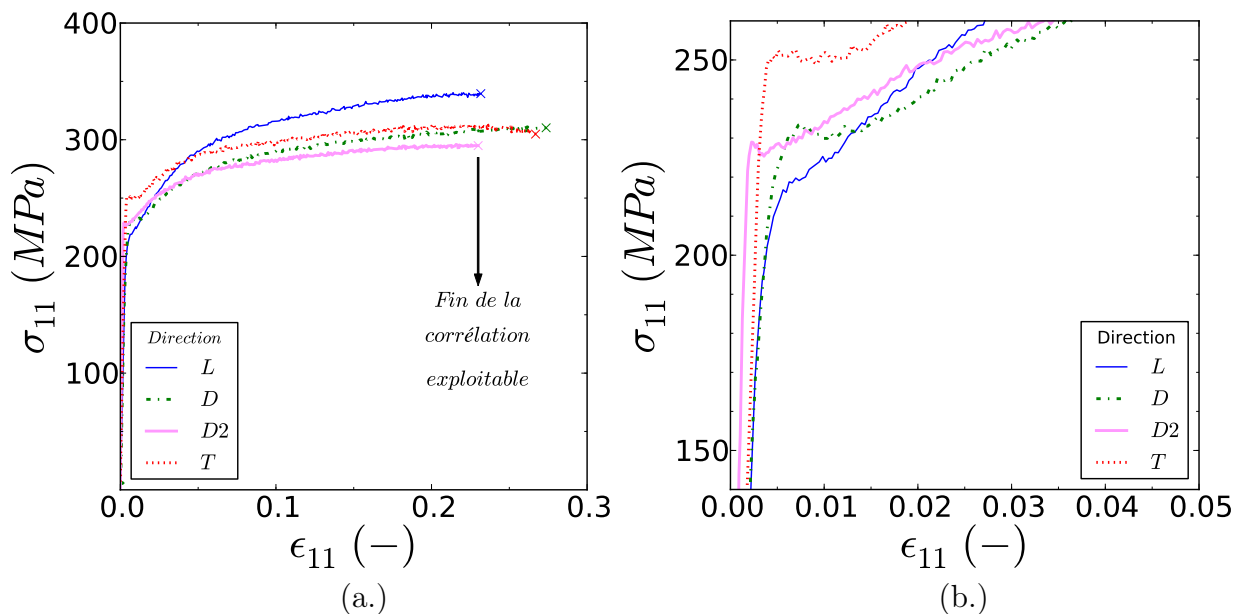 400
300
200
100
σ11 (MPa)
0.0 0.1 0.2 0.3
ϵ11 (−)
Direction
L
D
D2
T
Fin de la
corrélation
exploitable
(a.)
250
200
150
σ11 (MPa)
0.00 0.01 0.02 0.03 0.04 0.05
ϵ11 (−)
Direction
L
D
D2
T
(b.)